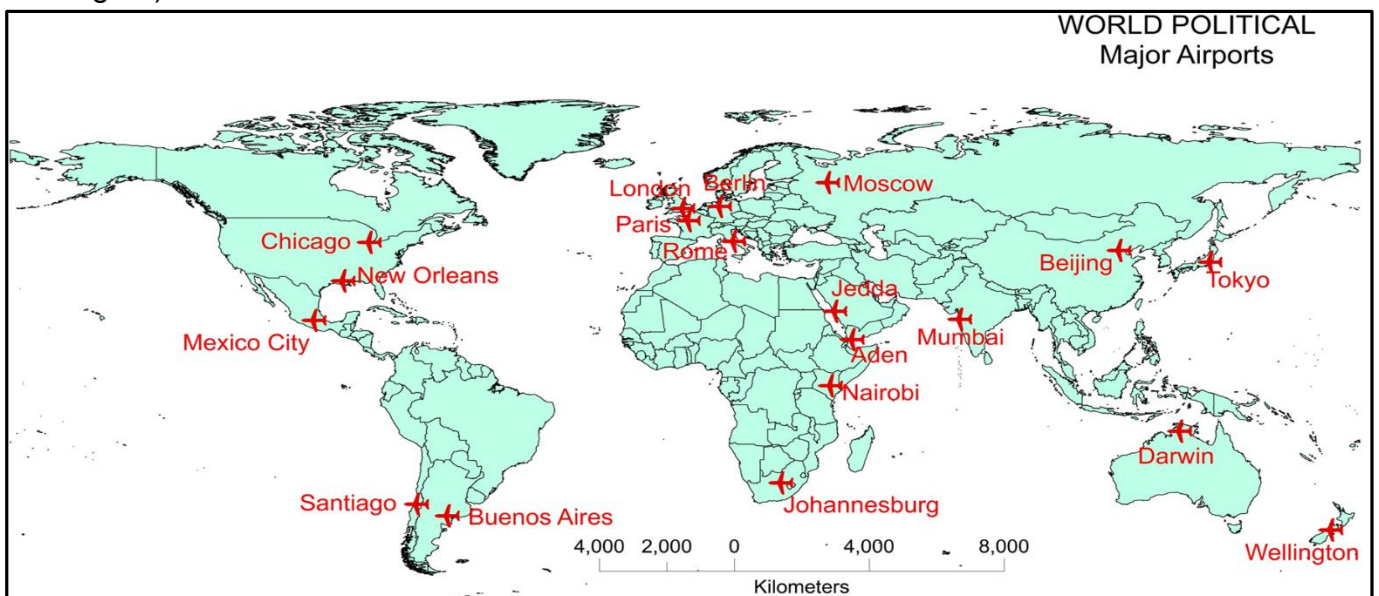 WORLD POLITICAL
Major Airports
London
Berlin
Moscow
Paris
Chicago
Rome
Beijing
New Orleans
Tokyo
Jedda
Mexico City
Mumbai
Aden
Nairobi
Darwin
Santiago
Johannesburg
Buenos Aires
4,000 2,000 0 4,000 8,000
Wellington
Kilometers